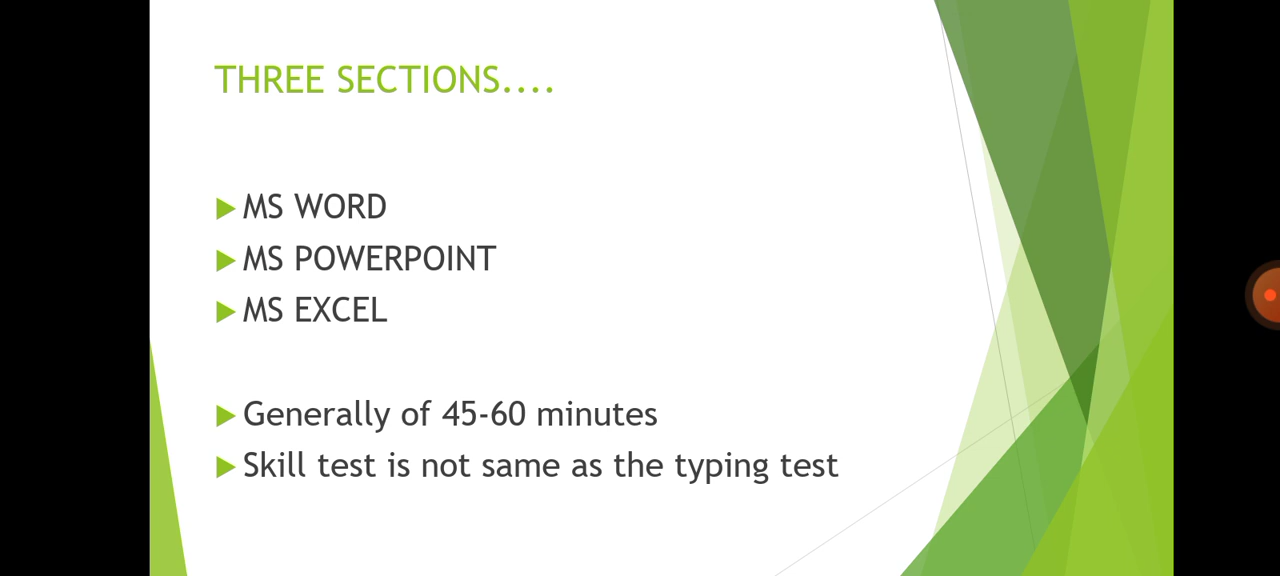 THREE SECTIONS....
MS WORD
MS POWERPOINT
MS EXCEL
Generally of 45-60 minutes
Skill test is not same as the typing test